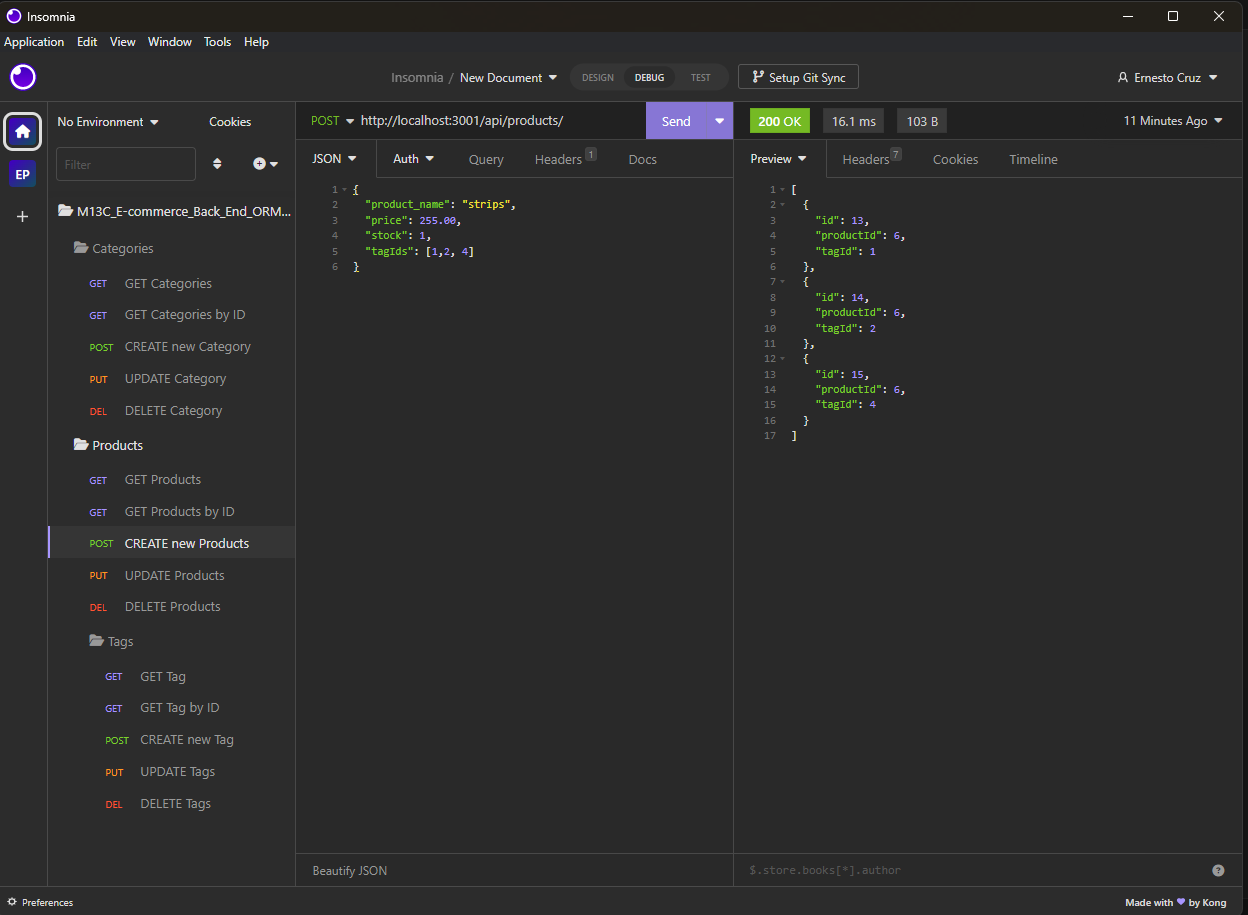 Insomnia
Application Edit View Window Tools Help
Insomnia / New Document DESIGN DEBUG TEST Setup Git Sync Ernesto Cruz
No Environment Cookies
Filter
EP
M13C_E-commerce_Back_End_ORM...
Categories
GET GET Categories
GET GET Categories by ID
POST CREATE new Category
PUT UPDATE Category
DEL DELETE Category
Products
GET GET Products
GET GET Products by ID
POST CREATE new Products
PUT UPDATE Products
DEL DELETE Products
Tags
GET GET Tag
GET GET Tag by ID
POST CREATE new Tag
PUT UPDATE Tags
DEL DELETE Tags
POST http://localhost:3001/api/products/ Send
JSON Auth Query Headers 1 Docs
1 {
2 "product_name": "strips",
3 "price": 255.00,
4 "stock": 1,
5 "tagIds": [1,2, 4]
6 }
Beautify JSON
200 OK 16.1 ms 103 B 11 Minutes Ago
Preview Headers 7 Cookies Timeline
1 [
2 {
3 "id": 13,
4 "productId": 6,
5 "tagId": 1
6 },
7 {
8 "id": 14,
9 "productId": 6,
10 "tagId": 2
11 },
12 {
13 "id": 15,
14 "productId": 6,
15 "tagId": 4
16 }
17 ]
$.store.books[*].author ?
Preferences
Made with by Kong